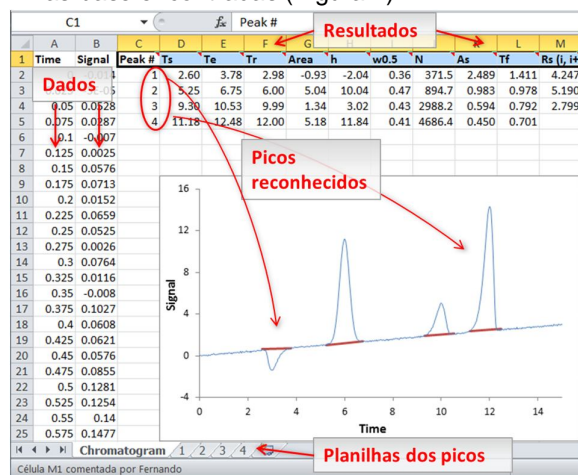 C1 fx Peak #
Resultados
A B C D E F G H I J K L M
1 Time Signal Peak # Ts Te Tr Area h w0.5 N As Tf Rs (i, i+
2 1 2.60 3.78 2.98 -0.93 -2.04 0.36 371.5 2.489 1.411 4.247
Dados
3 2 5.25 6.75 6.00 5.04 10.04 0.47 894.7 0.983 0.978 5.190
4 0.05 0.0528 3 9.30 10.53 9.99 1.34 3.02 0.43 2988.2 0.594 0.792 2.799
5 0.075 0.0287 4 11.18 12.48 12.00 5.18 11.84 0.41 4686.4 0.450 0.701
6 0.1 -0.007
7 0.125 0.0025
8 0.15 0.0576
9 0.175 0.0713
10 0.2 0.0152
11 0.225 0.0659
12 0.25 0.0525
13 0.275 0.0026
14 0.3 0.0764
15 0.325 0.0116
16 0.35 -0.008
17 0.375 0.1027
18 0.4 0.0608
19 0.425 0.0621
20 0.45 0.0576
21 0.475 0.0855
22 0.5 0.1281
23 0.525 0.1254
24 0.55 0.14
25 0.575 0.1477
Picos
reconhecidos
16
12
8
4
0
-4
Signal
0 2 4 6 8 10 12 14
Time
Chromatogram 1 2 3 4
Planilhas dos picos
Célula M1 comentada por Fernando